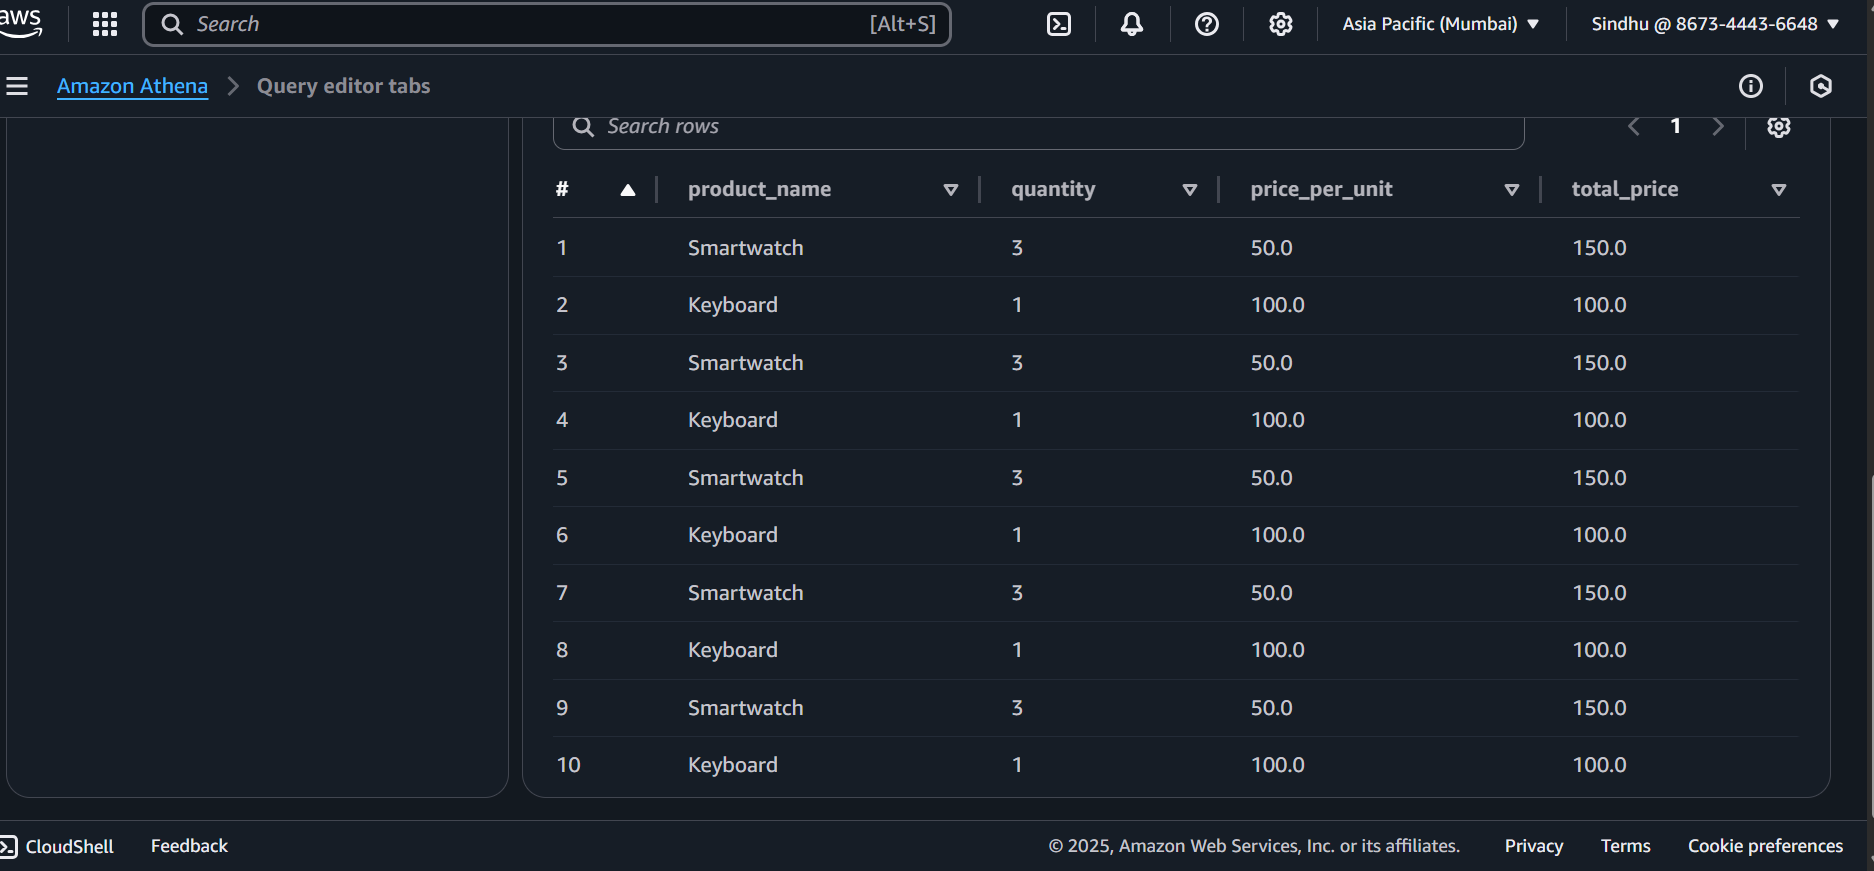 aws Search [Alt+S] Asia Pacific (Mumbai) Sindhu @ 8673-4443-6648
Amazon Athena Query editor tabs
Search rows 1
# product_name quantity price_per_unit total_price
1 Smartwatch 3 50.0 150.0
2 Keyboard 1 100.0 100.0
3 Smartwatch 3 50.0 150.0
4 Keyboard 1 100.0 100.0
5 Smartwatch 3 50.0 150.0
6 Keyboard 1 100.0 100.0
7 Smartwatch 3 50.0 150.0
8 Keyboard 1 100.0 100.0
9 Smartwatch 3 50.0 150.0
10 Keyboard 1 100.0 100.0
CloudShell Feedback © 2025, Amazon Web Services, Inc. or its affiliates. Privacy Terms Cookie preferences